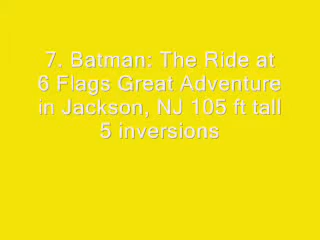 7. Batman: The Ride at
6 Flags Great Adventure
in Jackson, NJ 105 ft tall
5 inversions